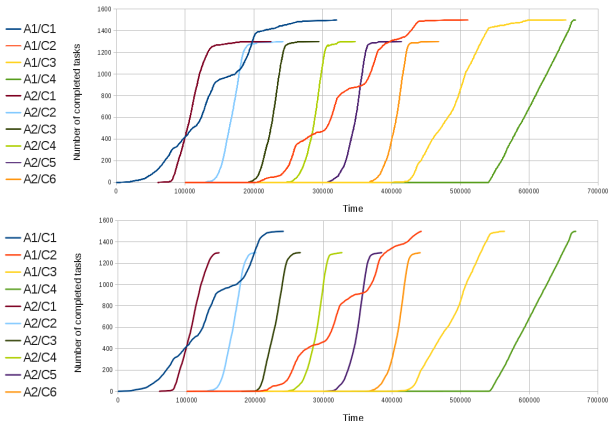 1600
1400
1200
1000
800
600
400
200
0
Number of completed tasks
0 100000 200000 300000 400000 500000 600000 700000
Time
A1/C1
A1/C2
A1/C3
A1/C4
A2/C1
A2/C2
A2/C3
A2/C4
A2/C5
A2/C6
1600
1400
1200
1000
800
600
400
200
0
Number of completed tasks
0 100000 200000 300000 400000 500000 600000 700000
Time
A1/C1
A1/C2
A1/C3
A1/C4
A2/C1
A2/C2
A2/C3
A2/C4
A2/C5
A2/C6